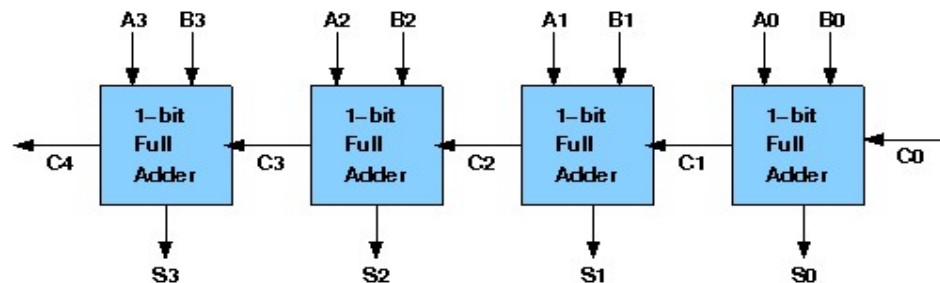 A3 B3 A2 B2 A1 B1 A0 B0
1-bit 1-bit 1-bit 1-bit
Full Full Full Full
Adder Adder Adder Adder
C4 C3 C2 C1 C0
S3 S2 S1 S0